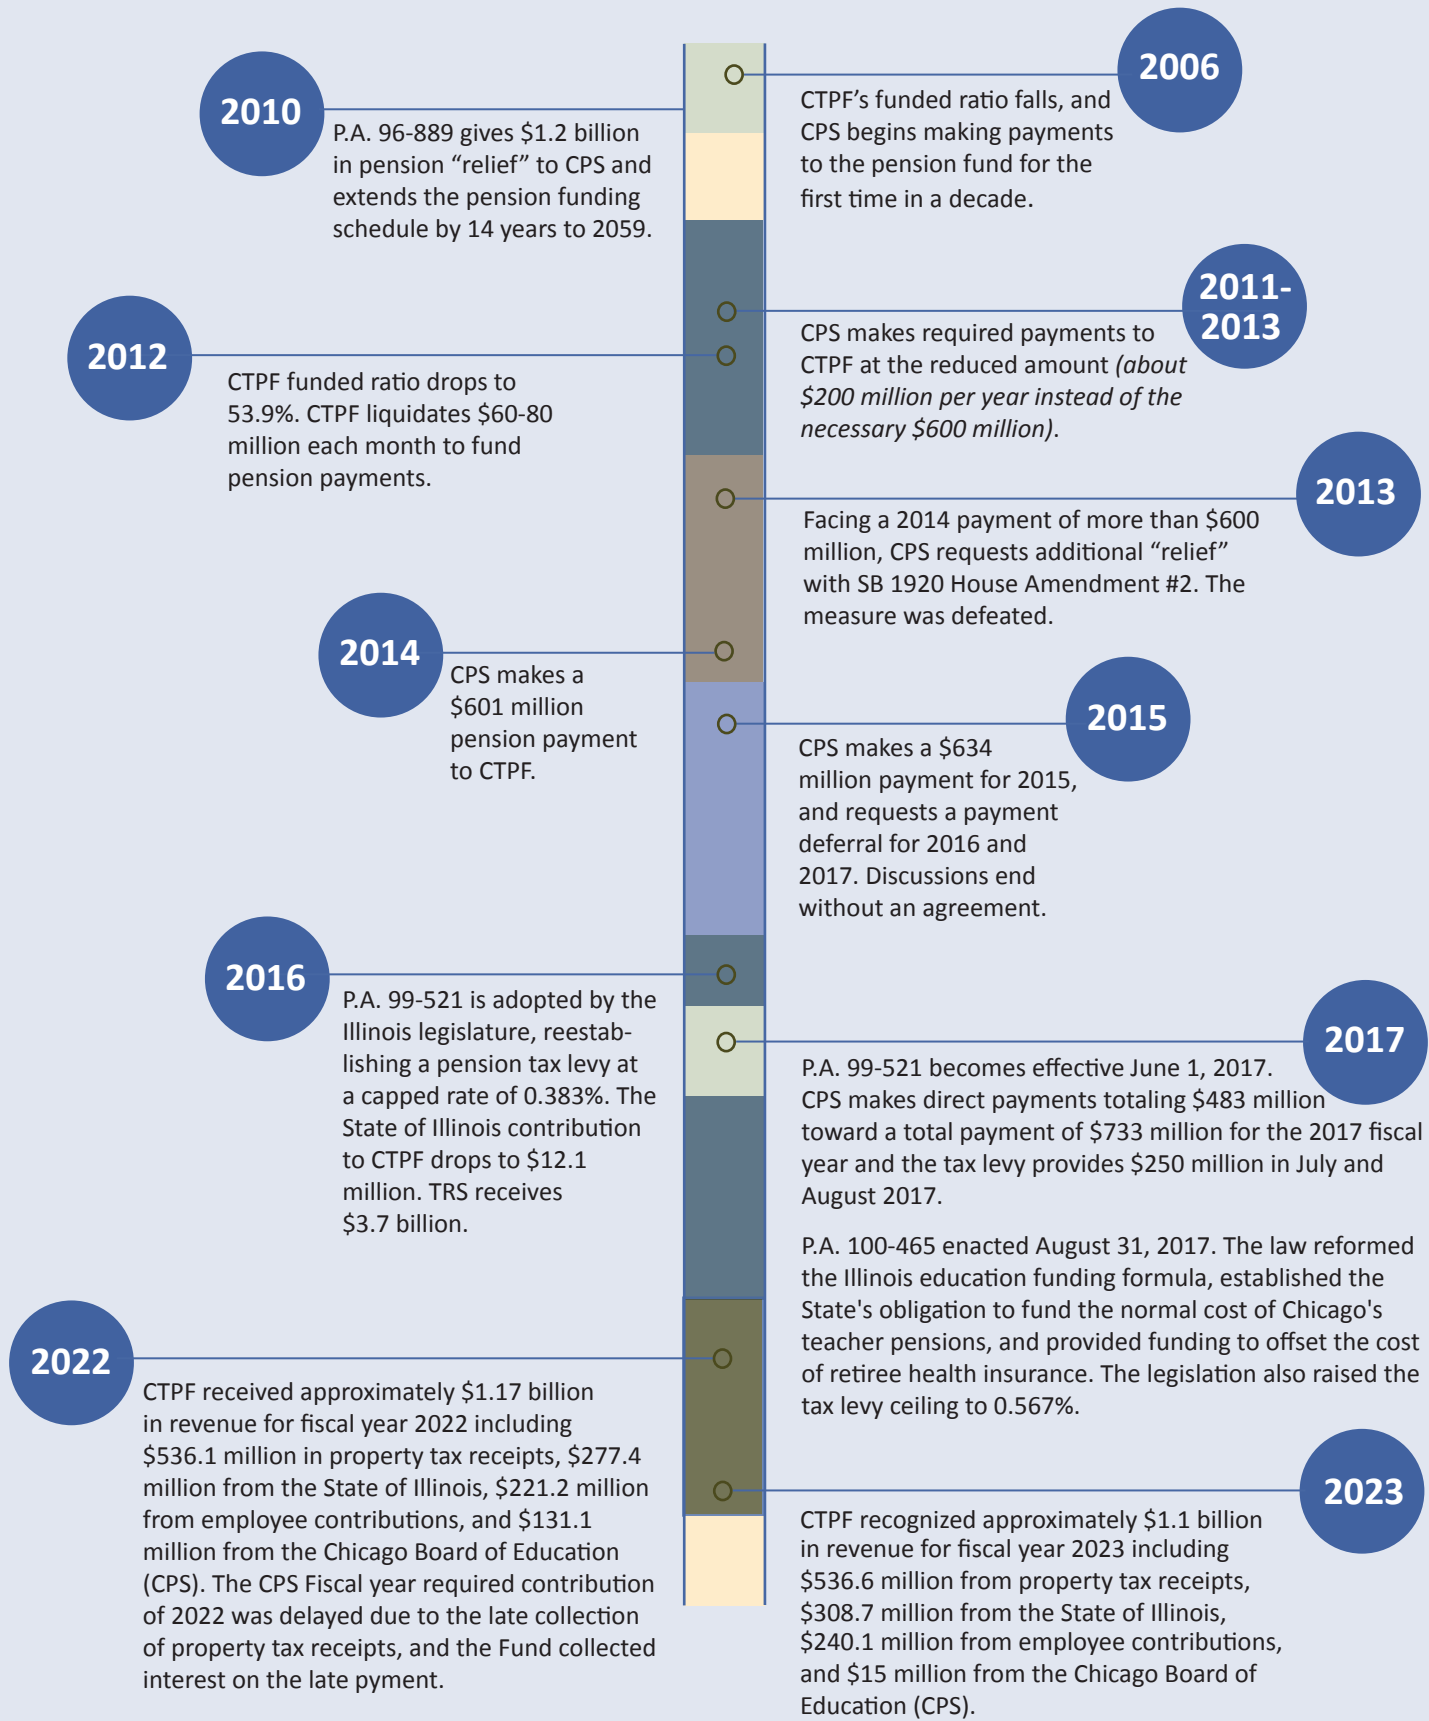 2006
CTPF’s funded ratio falls, and
CPS begins making payments
to the pension fund for the
first time in a decade.
2010
P.A. 96-889 gives $1.2 billion
in pension “relief” to CPS and
extends the pension funding
schedule by 14 years to 2059.
2011-
2013
CPS makes required payments to
CTPF at the reduced amount (about
$200 million per year instead of the
necessary $600 million).
2012
CTPF funded ratio drops to
53.9%. CTPF liquidates $60-80
million each month to fund
pension payments.
2013
Facing a 2014 payment of more than $600
million, CPS requests additional “relief”
with SB 1920 House Amendment #2. The
measure was defeated.
2014
CPS makes a
$601 million
pension payment
to CTPF.
2015
CPS makes a $634
million payment for 2015,
and requests a payment
deferral for 2016 and
2017. Discussions end
without an agreement.
2016
P.A. 99-521 is adopted by the
Illinois legislature, reestab-
lishing a pension tax levy at
a capped rate of 0.383%. The
State of Illinois contribution
to CTPF drops to $12.1
million. TRS receives
$3.7 billion.
2017
P.A. 99-521 becomes effective June 1, 2017.
CPS makes direct payments totaling $483 million
toward a total payment of $733 million for the 2017 fiscal
year and the tax levy provides $250 million in July and
August 2017.
P.A. 100-465 enacted August 31, 2017. The law reformed
the Illinois education funding formula, established the
State's obligation to fund the normal cost of Chicago's
teacher pensions, and provided funding to offset the cost
of retiree health insurance. The legislation also raised the
tax levy ceiling to 0.567%.
2022
CTPF received approximately $1.17 billion
in revenue for fiscal year 2022 including
$536.1 million in property tax receipts, $277.4
million from the State of Illinois, $221.2 million
from employee contributions, and $131.1
million from the Chicago Board of Education
(CPS). The CPS Fiscal year required contribution
of 2022 was delayed due to the late collection
of property tax receipts, and the Fund collected
interest on the late pyment.
2023
CTPF recognized approximately $1.1 billion
in revenue for fiscal year 2023 including
$536.6 million from property tax receipts,
$308.7 million from the State of Illinois,
$240.1 million from employee contributions,
and $15 million from the Chicago Board of
Education (CPS).